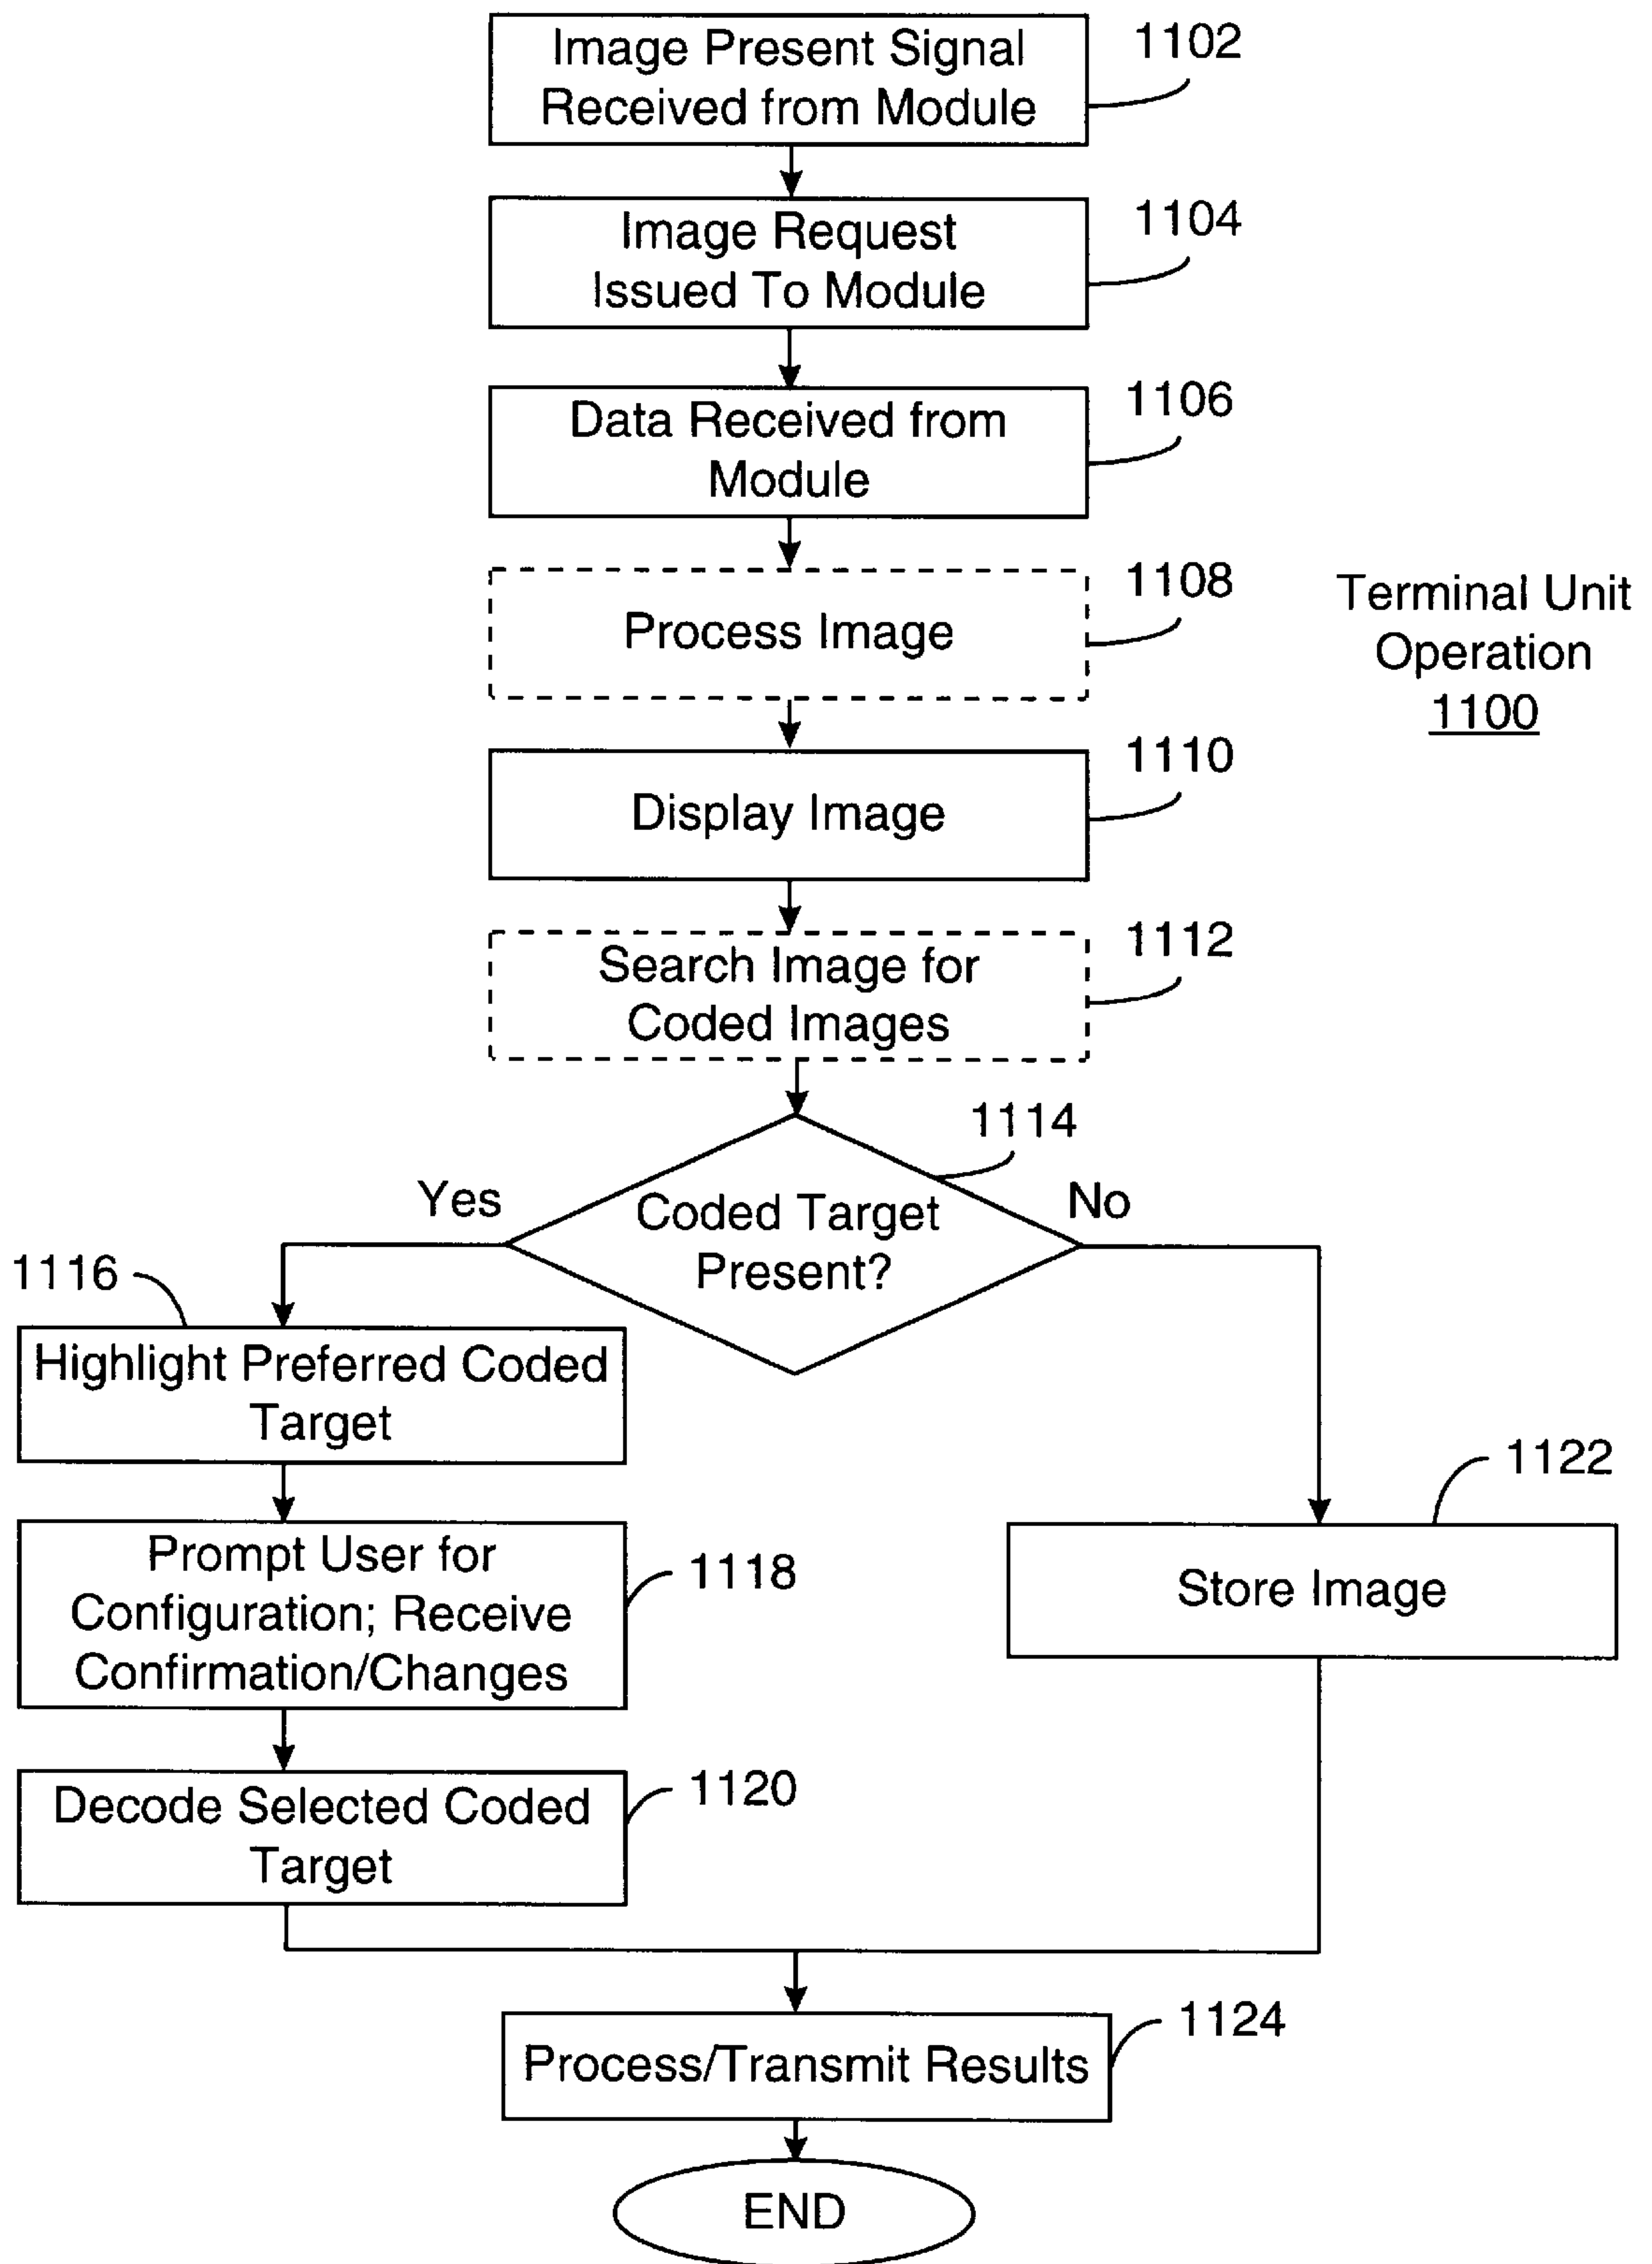 Image Present Signal
Received from Module
1102
Image Request
Issued To Module
1104
Data Received from
Module
1106
Process Image
1108
Terminal Unit
Operation
1100
Display Image
1110
Search Image for
Coded Images
1112
Coded Target
Present?
1114
Yes
No
1116
Highlight Preferred Coded
Target
Prompt User for
Configuration; Receive
Confirmation/Changes
1118
Decode Selected Coded
Target
1120
1122
Store Image
Process/Transmit Results
1124
END